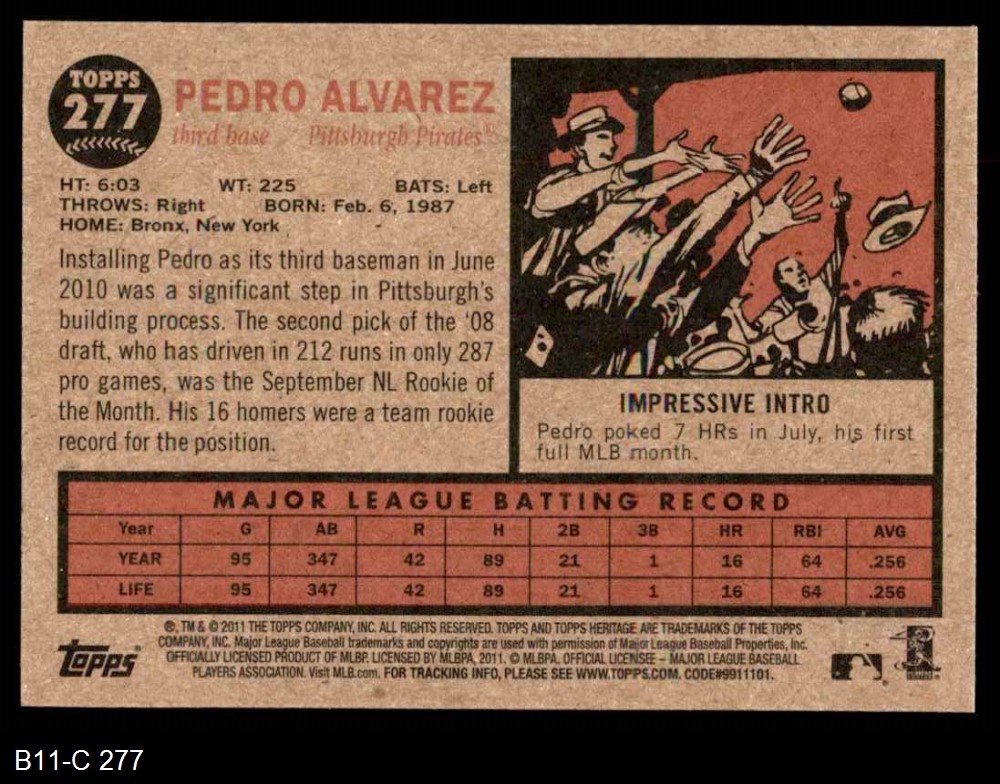 TOPPS
277
PEDRO ALVAREZ
third base / Pittsburgh Pirates®
HT: 6:03 WT: 225 BATS: Left
THROWS: Right BORN: Feb. 6, 1987
HOME: Bronx, New York
Installing Pedro as its third baseman in June
2010 was a significant step in Pittsburgh's
building process. The second pick of the '08
draft, who has driven in 212 runs in only 287
pro games, was the September NL Rookie of
the Month. His 16 homers were a team rookie
record for the position.
IMPRESSIVE INTRO
Pedro poked 7 HRs in July, his first
full MLB month.
MAJOR LEAGUE BATTING RECORD
Year G AB R H 2B 3B HR RBI AVG
YEAR 95 347 42 89 21 1 16 64 .256
LIFE 95 347 42 89 21 1 16 64 .256
®, TM & © 2011 THE TOPPS COMPANY, INC. ALL RIGHTS RESERVED. TOPPS AND TOPPS HERITAGE ARE TRADEMARKS OF THE TOPPS
COMPANY, INC. Major League Baseball trademarks and copyrights are used with permission of Major League Baseball Properties, Inc.
OFFICIALLY LICENSED PRODUCT OF MLBP. LICENSED BY MLBPA, 2011. © MLBPA. OFFICIAL LICENSEE – MAJOR LEAGUE BASEBALL
PLAYERS ASSOCIATION. Visit MLB.com. FOR TRACKING INFO, PLEASE SEE WWW.TOPPS.COM. CODE#9911101.
Topps®
B11-C 277